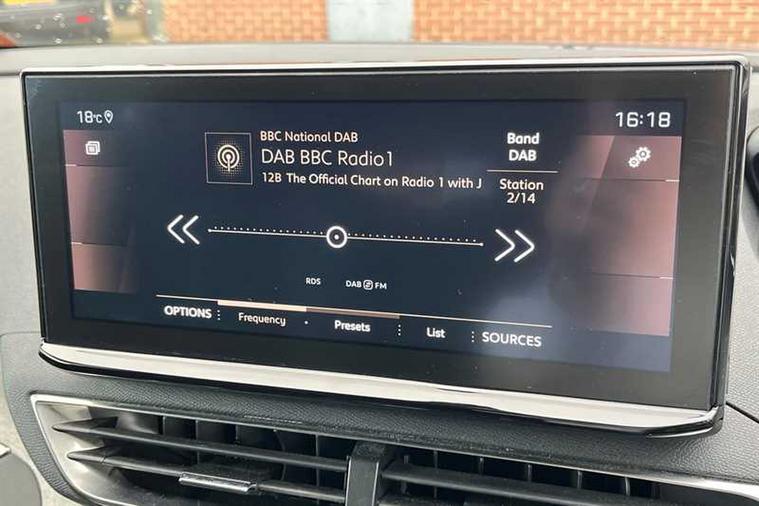 18°C
16:18
BBC National DAB
DAB BBC Radio1
12B The Official Chart on Radio 1 with J
Band
DAB
Station
2/14
RDS
DAB FM
OPTIONS
Frequency
Presets
List
SOURCES